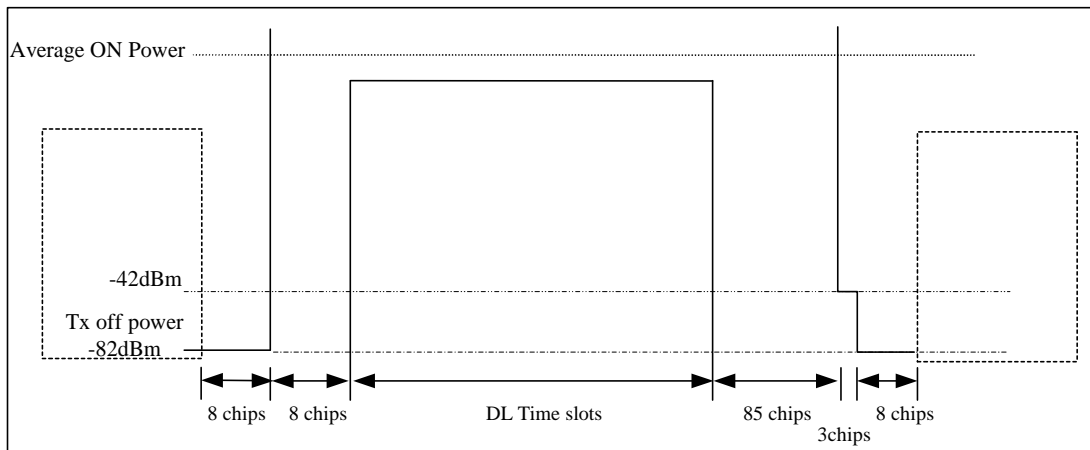 Average ON Power
-42dBm
Tx off power
-82dBm
8 chips
8 chips
DL Time slots
85 chips
3chips
8 chips